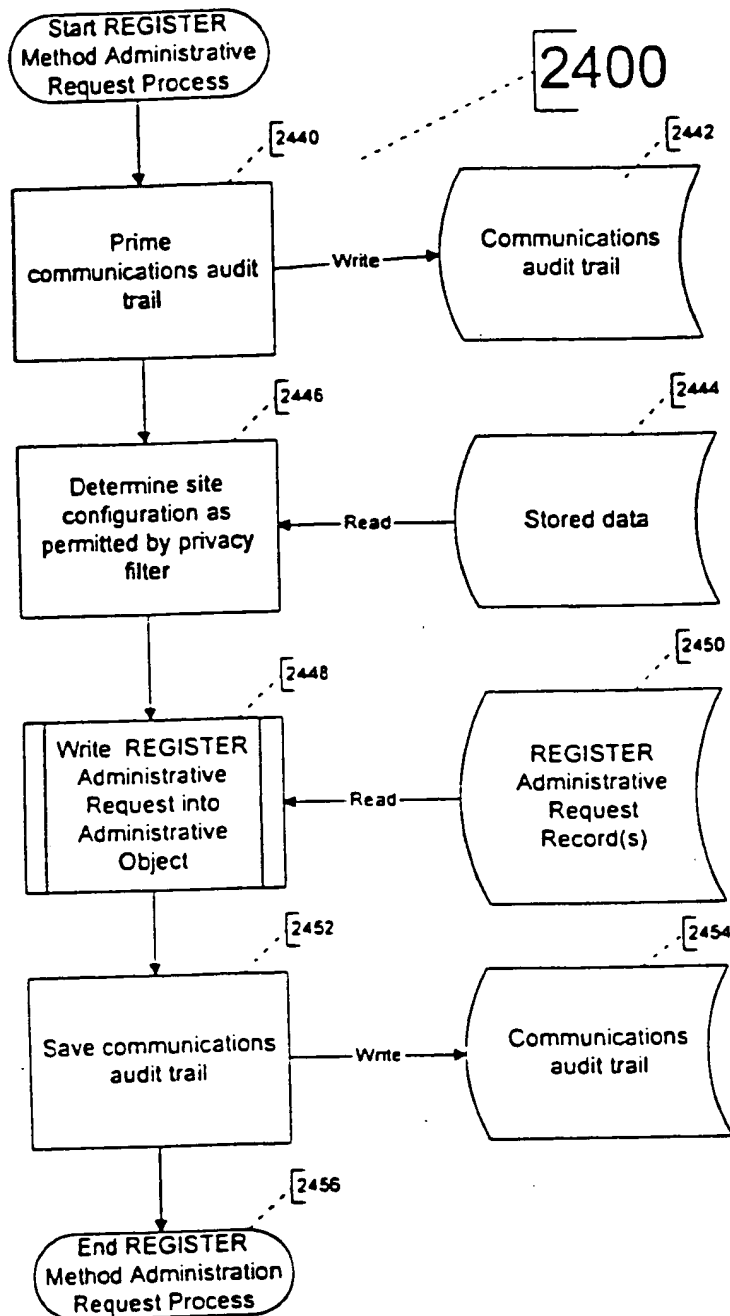 Start REGISTER
Method Administrative
Request Process
2400
2440
2442
Prime
communications audit
trail
Write
Communications
audit trail
2446
2444
Determine site
configuration as
permitted by privacy
filter
Read
Stored data
2448
2450
Write REGISTER
Administrative
Request into
Administrative
Object
Read
REGISTER
Administrative
Request
Record(s)
2452
2454
Save communications
audit trail
Write
Communications
audit trail
2456
End REGISTER
Method Administration
Request Process